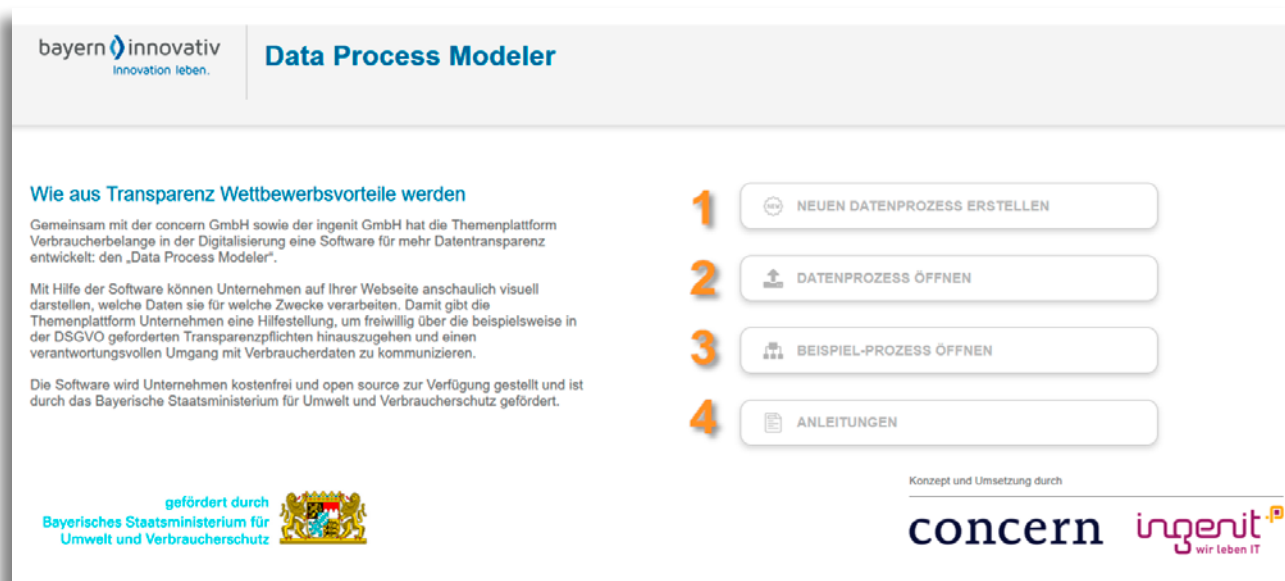 bayern innovativ
Innovation leben.
Data Process Modeler
Wie aus Transparenz Wettbewerbsvorteile werden
Gemeinsam mit der concern GmbH sowie der ingenit GmbH hat die Themenplattform
Verbraucherbelange in der Digitalisierung eine Software für mehr Datentransparenz
entwickelt: den „Data Process Modeler“.
Mit Hilfe der Software können Unternehmen auf Ihrer Webseite anschaulich visuell
darstellen, welche Daten sie für welche Zwecke verarbeiten. Damit gibt die
Themenplattform Unternehmen eine Hilfestellung, um freiwillig über die beispielsweise in
der DSGVO geforderten Transparenzpflichten hinauszugehen und einen
verantwortungsvollen Umgang mit Verbraucherdaten zu kommunizieren.
Die Software wird Unternehmen kostenfrei und open source zur Verfügung gestellt und ist
durch das Bayerische Staatsministerium für Umwelt und Verbraucherschutz gefördert.
gefördert durch
Bayerisches Staatsministerium für
Umwelt und Verbraucherschutz
1 NEW NEUEN DATENPROZESS ERSTELLEN
2 DATENPROZESS ÖFFNEN
3 BEISPIEL-PROZESS ÖFFNEN
4 ANLEITUNGEN
Konzept und Umsetzung durch
concern
ingenit
wir leben IT